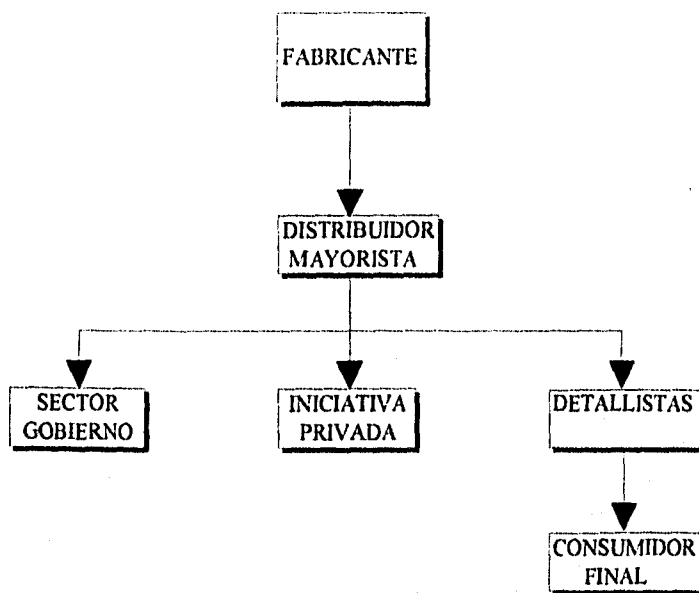 FABRICANTE
DISTRIBUIDOR
MAYORISTA
SECTOR
GOBIERNO
INICIATIVA
PRIVADA
DETALLISTAS
CONSUMIDOR
FINAL